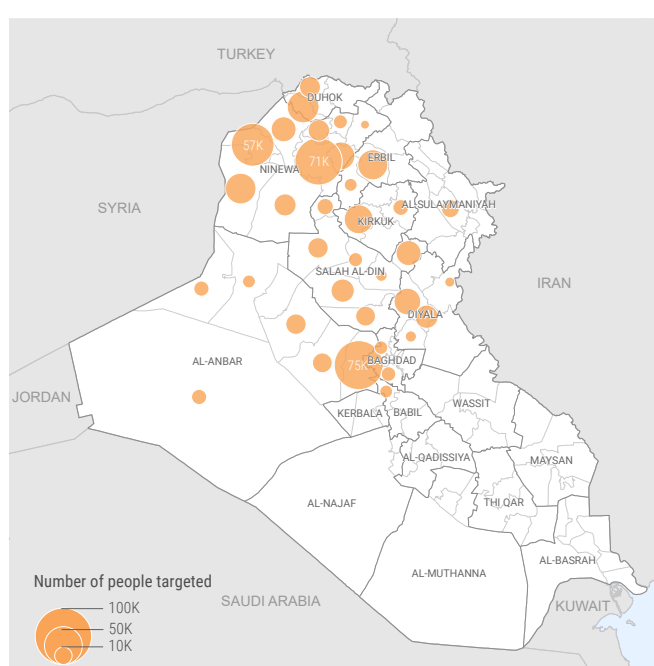 TURKEY
DUHOK
57K
NINEWA
71K
ERBIL
SYRIA
AL-SULAYMANIYAH
KIRKUK
SALAH AL-DIN
IRAN
DIYALA
AL-ANBAR
75K
BAGHDAD
JORDAN
KERBALA
BABIL
WASSIT
AL-QADISSIYA
MAYSAN
AL-NAJAF
THI QAR
AL-BASRAH
AL-MUTHANNA
SAUDI ARABIA
KUWAIT
Number of people targeted
100K
50K
10K